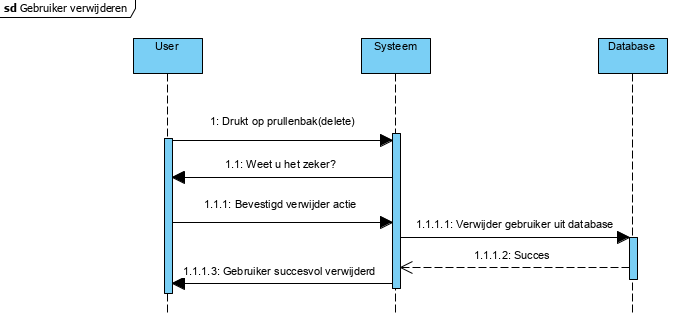 sd Gebruiker verwijderen
User
Systeem
Database
1: Drukt op prullenbak(delete)
1.1: Weet u het zeker?
1.1.1: Bevestigd verwijder actie
1.1.1.1: Verwijder gebruiker uit database
1.1.1.2: Succes
1.1.1.3: Gebruiker succesvol verwijderd